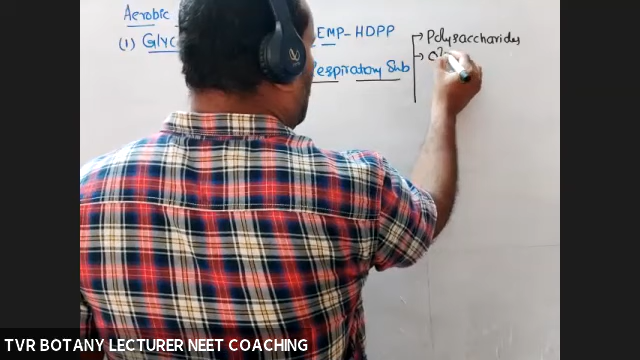 Aerobic
(1) Glyc EMP-HDPP
espiratory Sub
→ Polysaccharides
→
TVR BOTANY LECTURER NEET COACHING